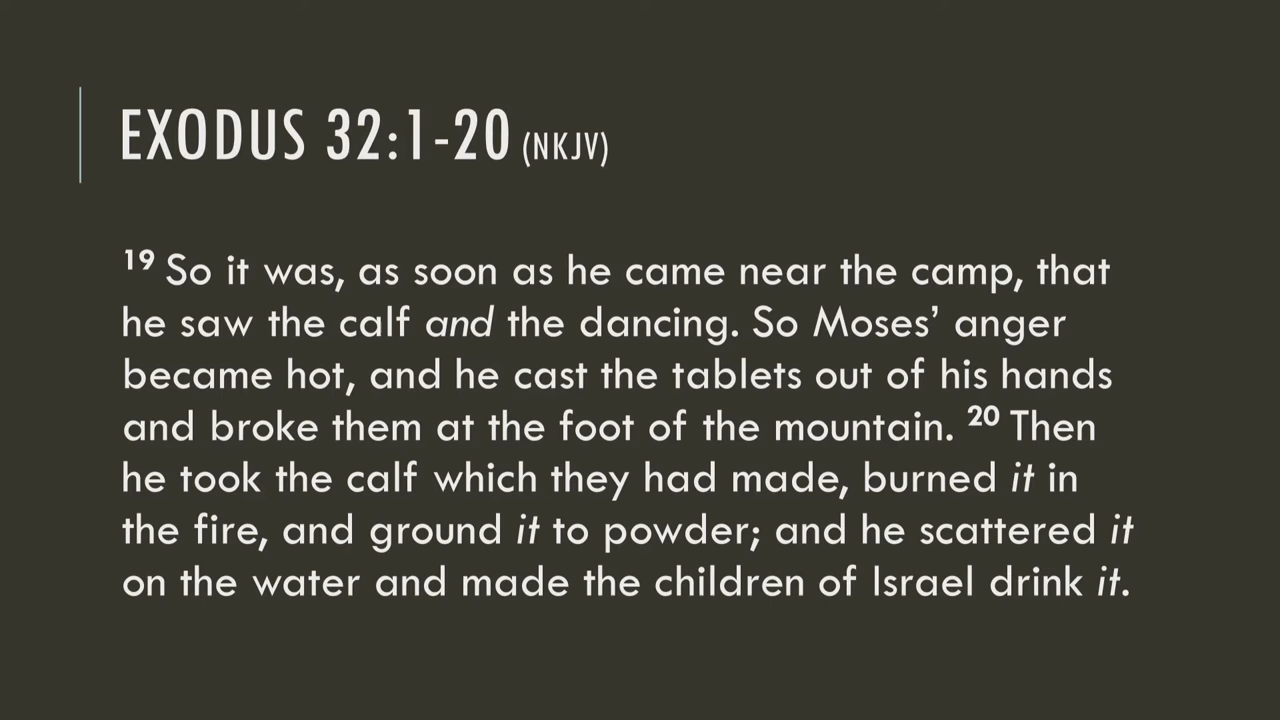 EXODUS 32:1-20 (NKJV)
19 So it was, as soon as he came near the camp, that
he saw the calf and the dancing. So Moses’ anger
became hot, and he cast the tablets out of his hands
and broke them at the foot of the mountain. 20 Then
he took the calf which they had made, burned it in
the fire, and ground it to powder; and he scattered it
on the water and made the children of Israel drink it.